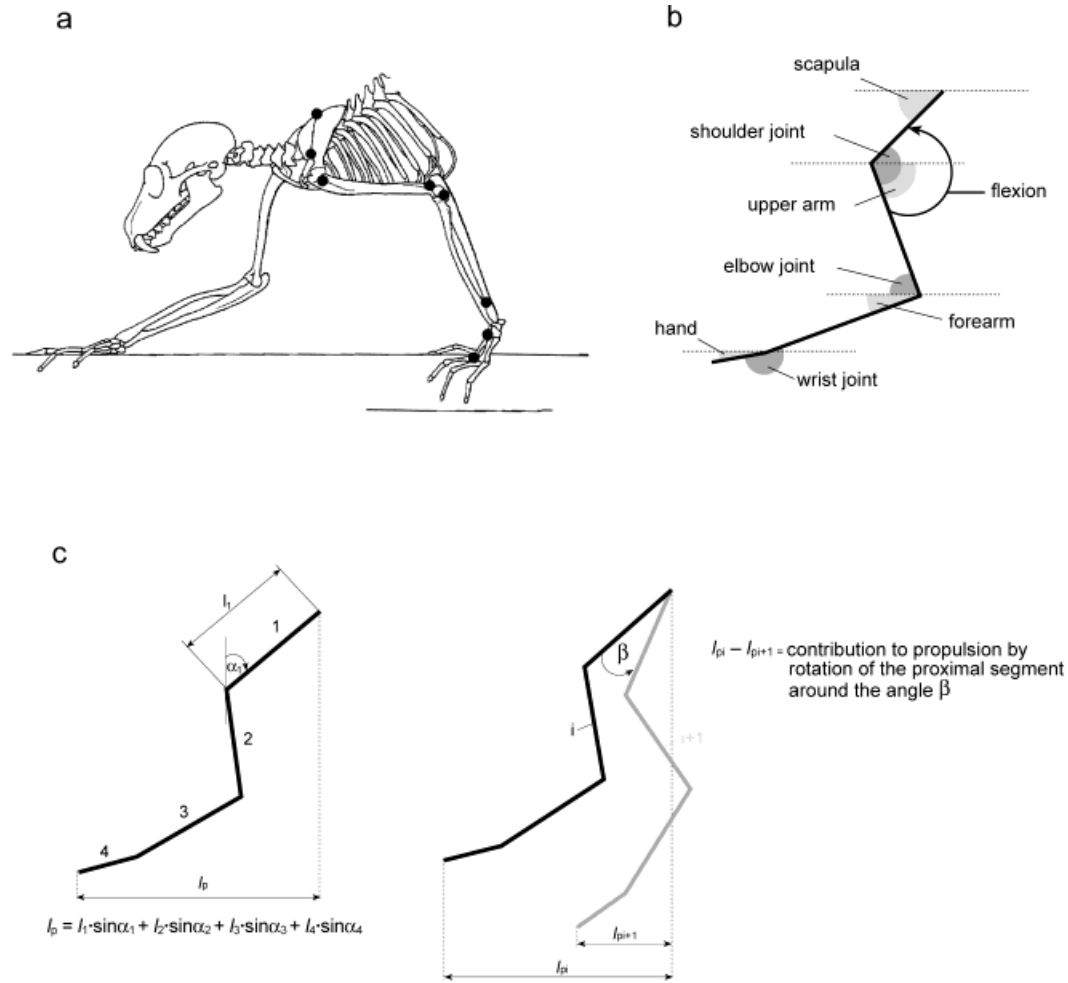 a
b
scapula
shoulder joint
upper arm
flexion
elbow joint
forearm
hand
wrist joint
c
l₁
1
α₁
2
3
4
lₚ
lₚ = l₁·sinα₁ + l₂·sinα₂ + l₃·sinα₃ + l₄·sinα₄
β
i
i+1
lₚᵢ₊₁
lₚᵢ
lₚᵢ – lₚᵢ₊₁ = contribution to propulsion by
rotation of the proximal segment
around the angle β